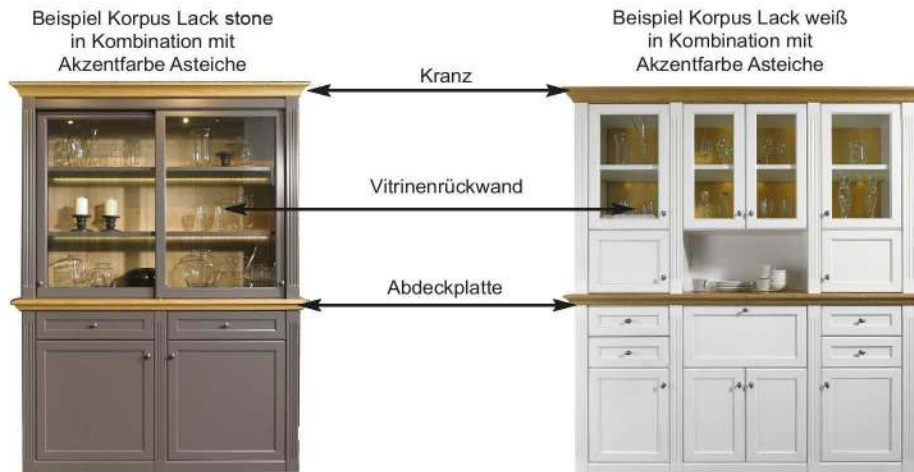 Beispiel Korpus Lack stone
in Kombination mit
Akzentfarbe Asteiche
Beispiel Korpus Lack weiß
in Kombination mit
Akzentfarbe Asteiche
Kranz
Vitrinenrückwand
Abdeckplatte